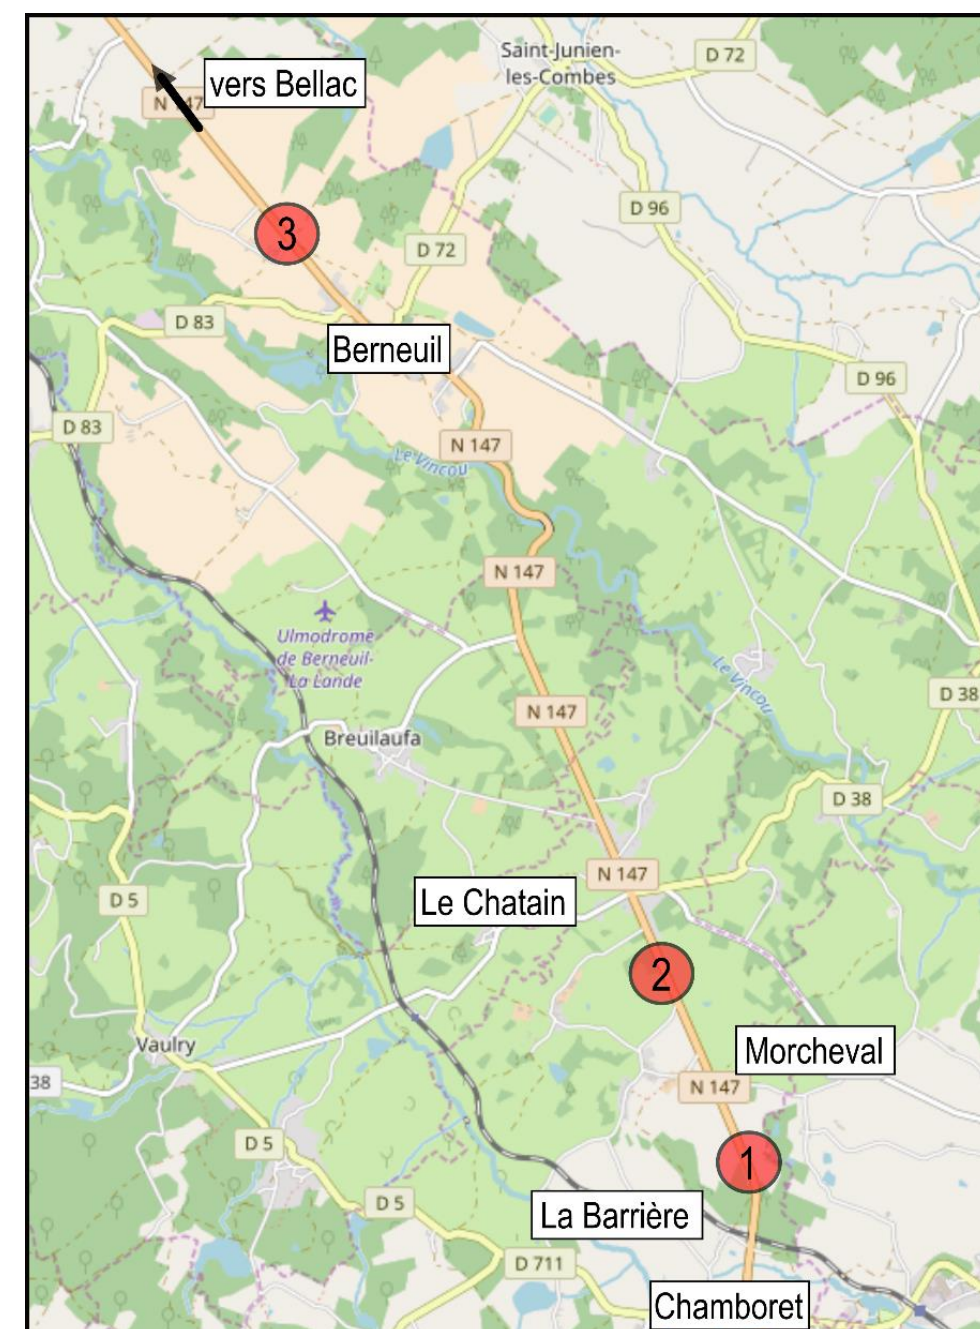 Saint-Junien-
les-Combes
D 72
vers Bellac
N 147
D 96
3
D 72
D 83
Berneuil
D 96
D 83
N 147
Le Vincou
N 147
Ulmodrome
de Berneuil-
La Lande
Le Vincou
D 38
N 147
Breuilaufa
D 38
N 147
Le Chatain
D 5
2
Vaulry
Morcheval
38
N 147
D 5
1
D 5
La Barrière
D 711
Chamboret